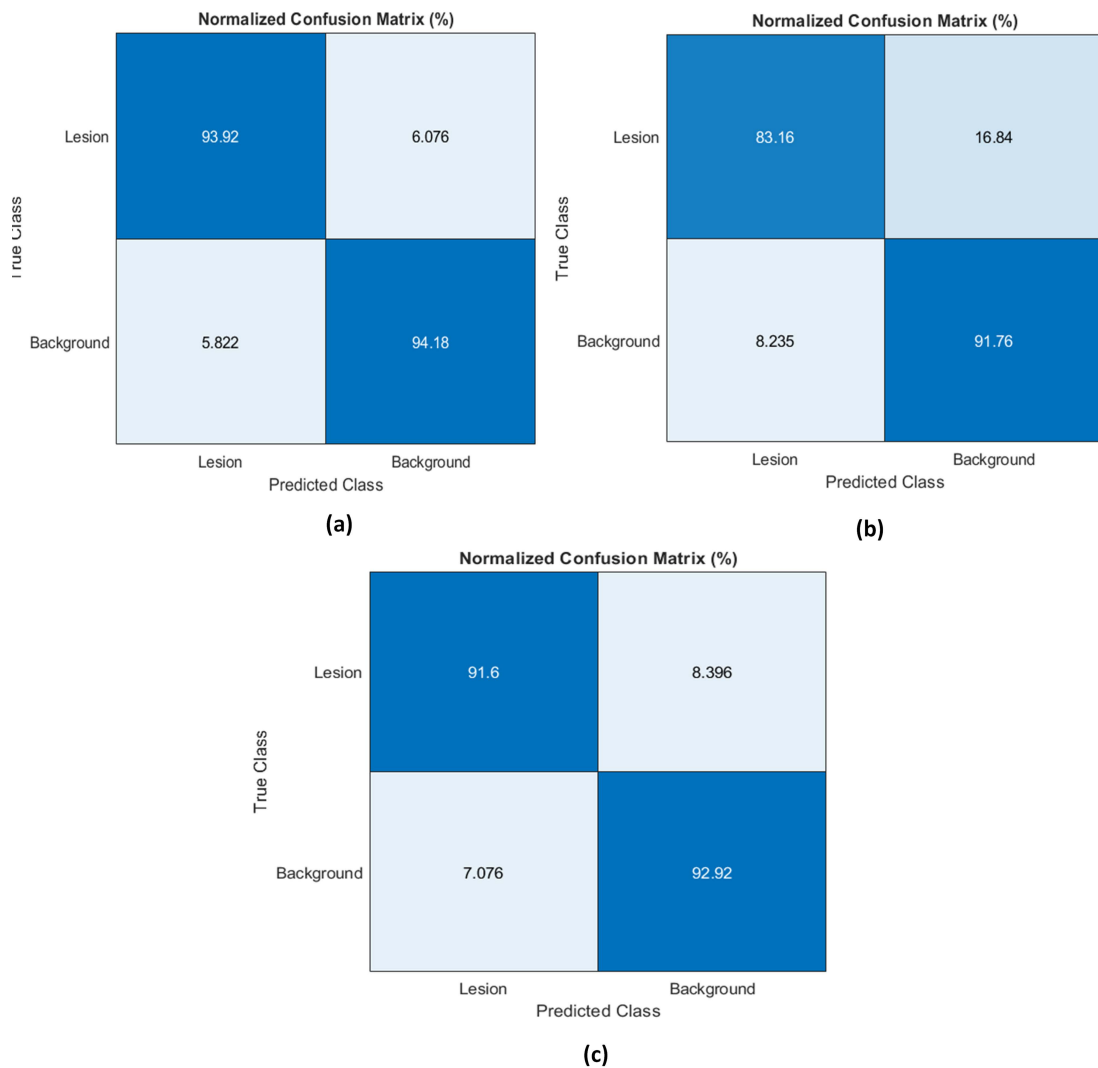 Normalized Confusion Matrix (%)
True Class
Lesion
93.92
6.076
Background
5.822
94.18
Lesion
Background
Predicted Class
(a)
Normalized Confusion Matrix (%)
True Class
Lesion
83.16
16.84
Background
8.235
91.76
Lesion
Background
Predicted Class
(b)
Normalized Confusion Matrix (%)
True Class
Lesion
91.6
8.396
Background
7.076
92.92
Lesion
Background
Predicted Class
(c)